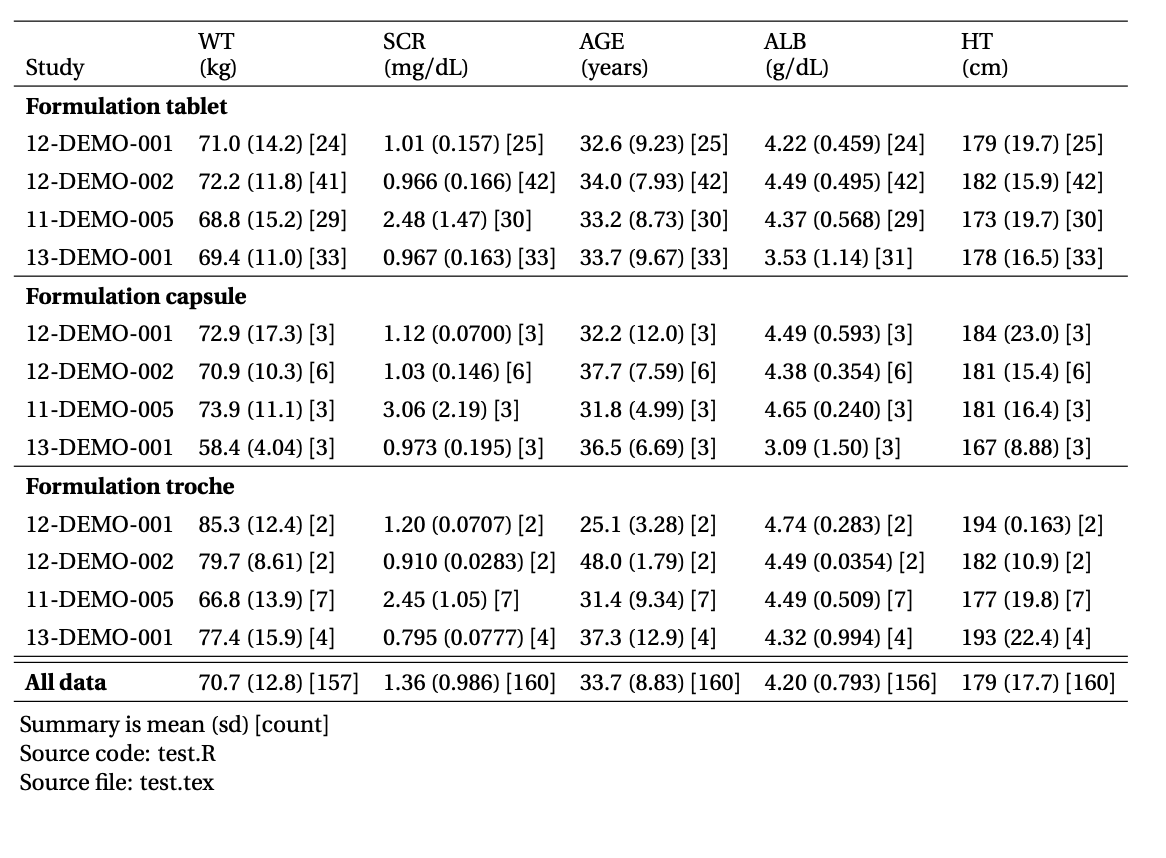 WT SCR AGE ALB HT
Study (kg) (mg/dL) (years) (g/dL) (cm)
Formulation tablet
12-DEMO-001 71.0 (14.2) [24] 1.01 (0.157) [25] 32.6 (9.23) [25] 4.22 (0.459) [24] 179 (19.7) [25]
12-DEMO-002 72.2 (11.8) [41] 0.966 (0.166) [42] 34.0 (7.93) [42] 4.49 (0.495) [42] 182 (15.9) [42]
11-DEMO-005 68.8 (15.2) [29] 2.48 (1.47) [30] 33.2 (8.73) [30] 4.37 (0.568) [29] 173 (19.7) [30]
13-DEMO-001 69.4 (11.0) [33] 0.967 (0.163) [33] 33.7 (9.67) [33] 3.53 (1.14) [31] 178 (16.5) [33]
Formulation capsule
12-DEMO-001 72.9 (17.3) [3] 1.12 (0.0700) [3] 32.2 (12.0) [3] 4.49 (0.593) [3] 184 (23.0) [3]
12-DEMO-002 70.9 (10.3) [6] 1.03 (0.146) [6] 37.7 (7.59) [6] 4.38 (0.354) [6] 181 (15.4) [6]
11-DEMO-005 73.9 (11.1) [3] 3.06 (2.19) [3] 31.8 (4.99) [3] 4.65 (0.240) [3] 181 (16.4) [3]
13-DEMO-001 58.4 (4.04) [3] 0.973 (0.195) [3] 36.5 (6.69) [3] 3.09 (1.50) [3] 167 (8.88) [3]
Formulation troche
12-DEMO-001 85.3 (12.4) [2] 1.20 (0.0707) [2] 25.1 (3.28) [2] 4.74 (0.283) [2] 194 (0.163) [2]
12-DEMO-002 79.7 (8.61) [2] 0.910 (0.0283) [2] 48.0 (1.79) [2] 4.49 (0.0354) [2] 182 (10.9) [2]
11-DEMO-005 66.8 (13.9) [7] 2.45 (1.05) [7] 31.4 (9.34) [7] 4.49 (0.509) [7] 177 (19.8) [7]
13-DEMO-001 77.4 (15.9) [4] 0.795 (0.0777) [4] 37.3 (12.9) [4] 4.32 (0.994) [4] 193 (22.4) [4]
All data 70.7 (12.8) [157] 1.36 (0.986) [160] 33.7 (8.83) [160] 4.20 (0.793) [156] 179 (17.7) [160]
Summary is mean (sd) [count]
Source code: test.R
Source file: test.tex